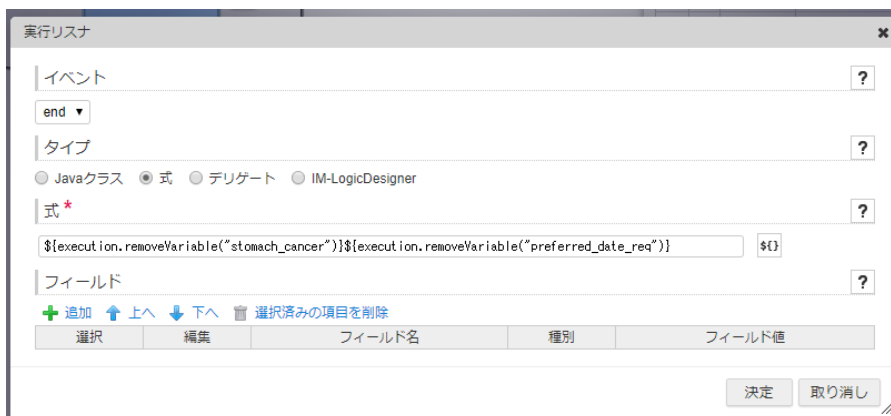 実行リスナ ×
イベント ?
end ▼
タイプ ?
Javaクラス 式 デリゲート IM-LogicDesigner
式 * ?
${execution.removeVariable("stomach_cancer")}${execution.removeVariable("preferred_date_req")} ${}
フィールド ?
追加 上へ 下へ 選択済みの項目を削除
選択 編集 フィールド名 種別 フィールド値
決定 取り消し